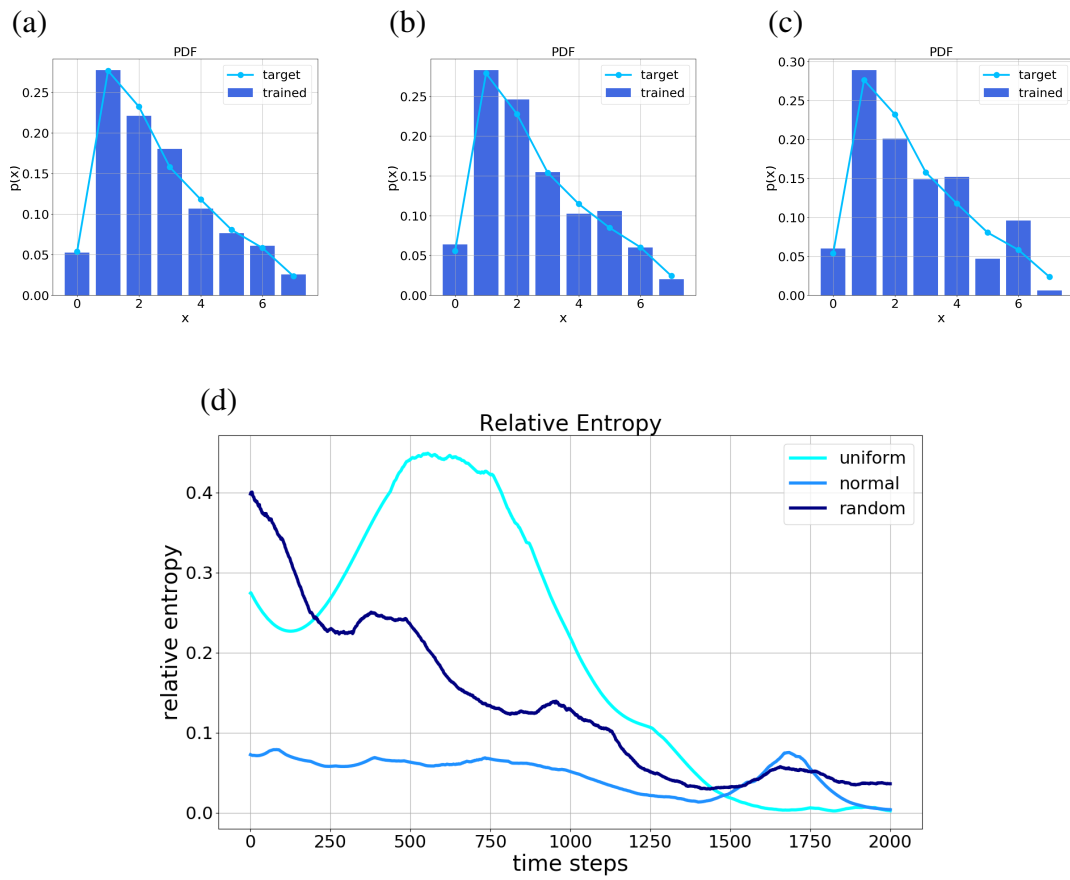 (a)
PDF
target
trained
p(x)
0.25
0.20
0.15
0.10
0.05
0.00
0 2 4 6
x
(b)
PDF
target
trained
p(x)
0.25
0.20
0.15
0.10
0.05
0.00
0 2 4 6
x
(c)
PDF
target
trained
p(x)
0.30
0.25
0.20
0.15
0.10
0.05
0.00
0 2 4 6
x
(d)
Relative Entropy
uniform
normal
random
relative entropy
0.4
0.3
0.2
0.1
0.0
0 250 500 750 1000 1250 1500 1750 2000
time steps